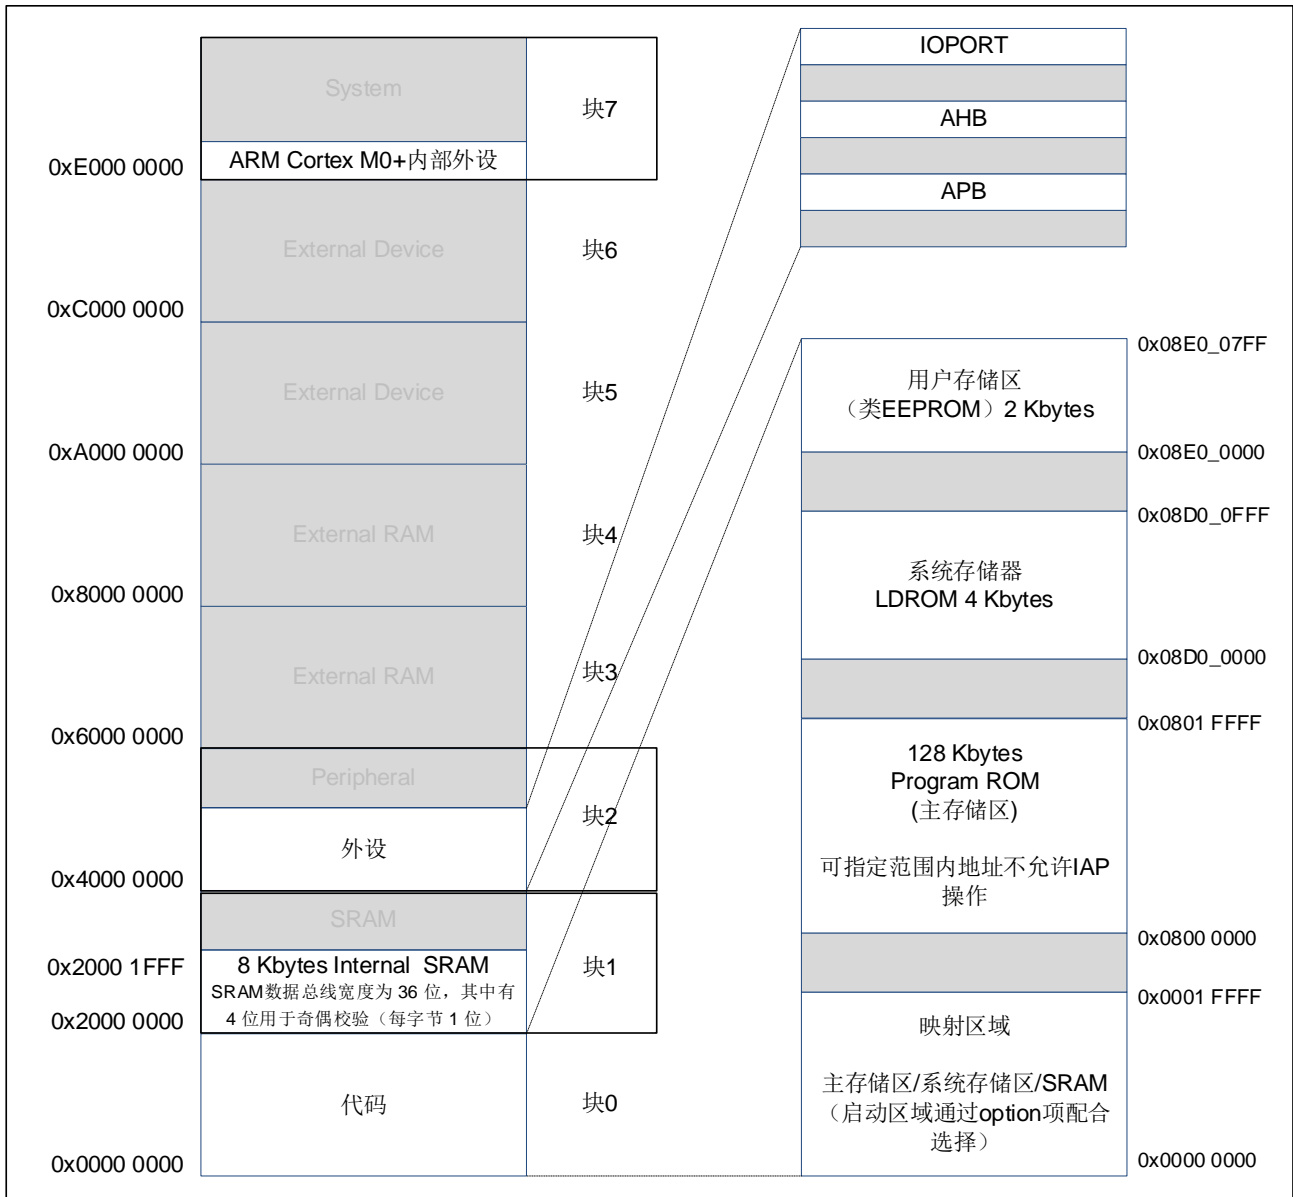 System
块7
ARM Cortex M0+内部外设
0xE000 0000
External Device
块6
0xC000 0000
External Device
块5
0xA000 0000
External RAM
块4
0x8000 0000
External RAM
块3
0x6000 0000
Peripheral
块2
外设
0x4000 0000
SRAM
块1
0x2000 1FFF
8 Kbytes Internal SRAM
SRAM数据总线宽度为 36 位，其中有
4 位用于奇偶校验（每字节 1 位）
0x2000 0000
代码
块0
0x0000 0000
IOPORT
AHB
APB
0x08E0_07FF
用户存储区
（类EEPROM）2 Kbytes
0x08E0_0000
0x08D0_0FFF
系统存储器
LDROM 4 Kbytes
0x08D0_0000
0x0801 FFFF
128 Kbytes
Program ROM
(主存储区)
可指定范围内地址不允许IAP
操作
0x0800 0000
0x0001 FFFF
映射区域
主存储区/系统存储区/SRAM
（启动区域通过option项配合
选择）
0x0000 0000